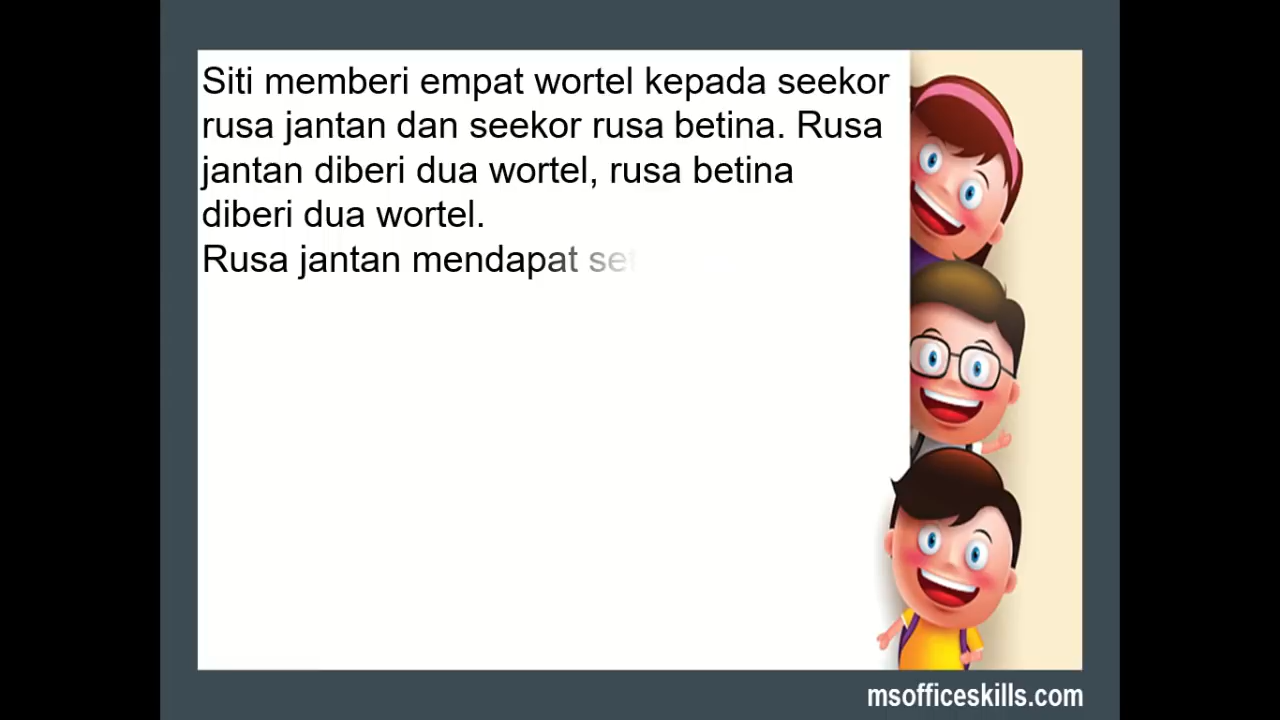 Siti memberi empat wortel kepada seekor
rusa jantan dan seekor rusa betina. Rusa
jantan diberi dua wortel, rusa betina
diberi dua wortel.
Rusa jantan mendapat
msofficeskills.com